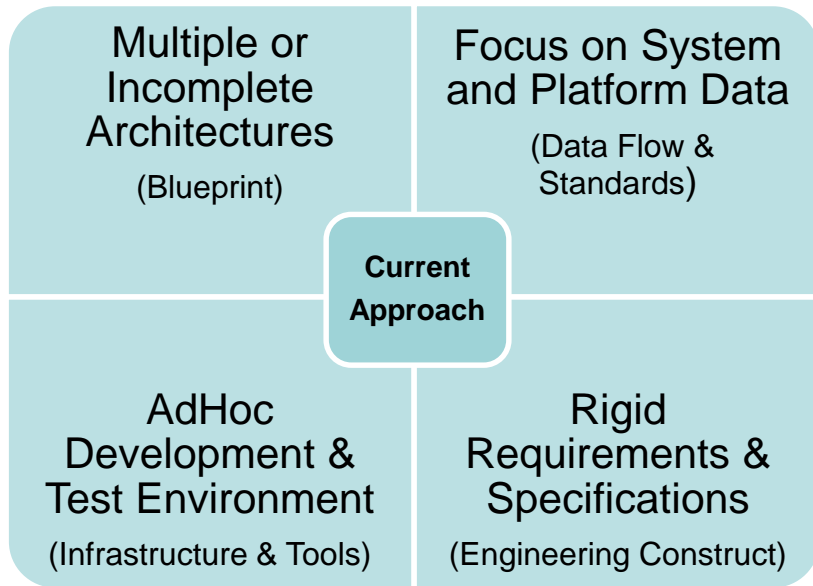 Multiple or
Incomplete
Architectures
(Blueprint)
Focus on System
and Platform Data
(Data Flow &
Standards)
Current
Approach
AdHoc
Development &
Test Environment
(Infrastructure & Tools)
Rigid
Requirements &
Specifications
(Engineering Construct)